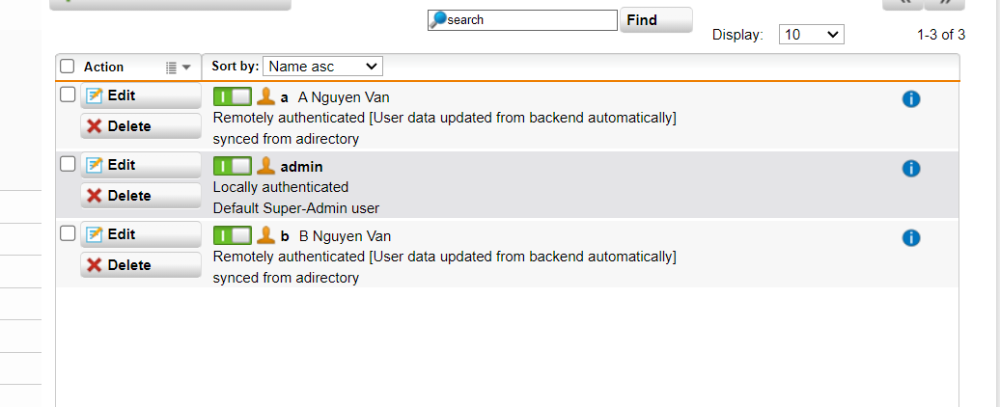 search Find
Display: 10 1-3 of 3
Action Sort by: Name asc
Edit a A Nguyen Van
Remotely authenticated [User data updated from backend automatically]
Delete
synced from adirectory
Edit admin
Locally authenticated
Delete
Default Super-Admin user
Edit b B Nguyen Van
Remotely authenticated [User data updated from backend automatically]
Delete
synced from adirectory